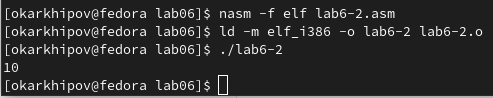 [okarkhipov@fedora lab06]$ nasm -f elf lab6-2.asm
[okarkhipov@fedora lab06]$ ld -m elf_i386 -o lab6-2 lab6-2.o
[okarkhipov@fedora lab06]$ ./lab6-2
10
[okarkhipov@fedora lab06]$